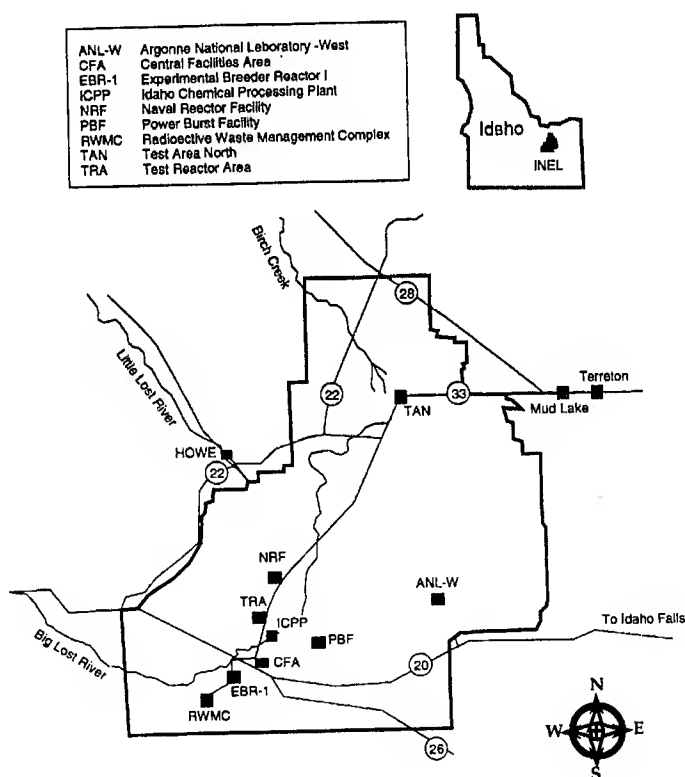 ANL-W Argonne National Laboratory -West
CFA Central Facilities Area
EBR-1 Experimental Breeder Reactor I
ICPP Idaho Chemical Processing Plant
NRF Naval Reactor Facility
PBF Power Burst Facility
RWMC Radioactive Waste Management Complex
TAN Test Area North
TRA Test Reactor Area
Idaho
INEL
Birch Creek
28
Little Lost River
22
TAN
33
Terreton
Mud Lake
HOWE
22
NRF
ANL-W
TRA
ICPP
PBF
To Idaho Falls
Big Lost River
CFA
20
EBR-1
RWMC
26
N
W E
S